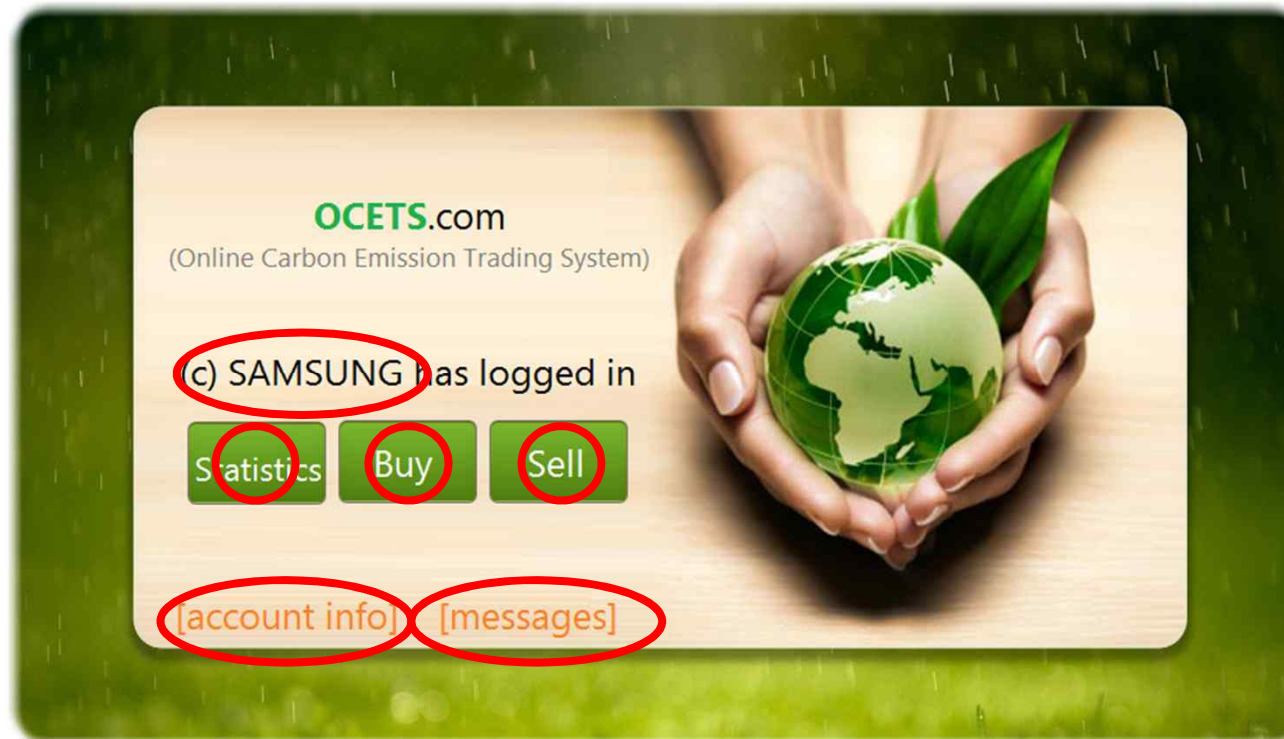 OCETS.com
(Online Carbon Emission Trading System)
(c) SAMSUNG has logged in
Statistics Buy Sell
[account info] [messages]